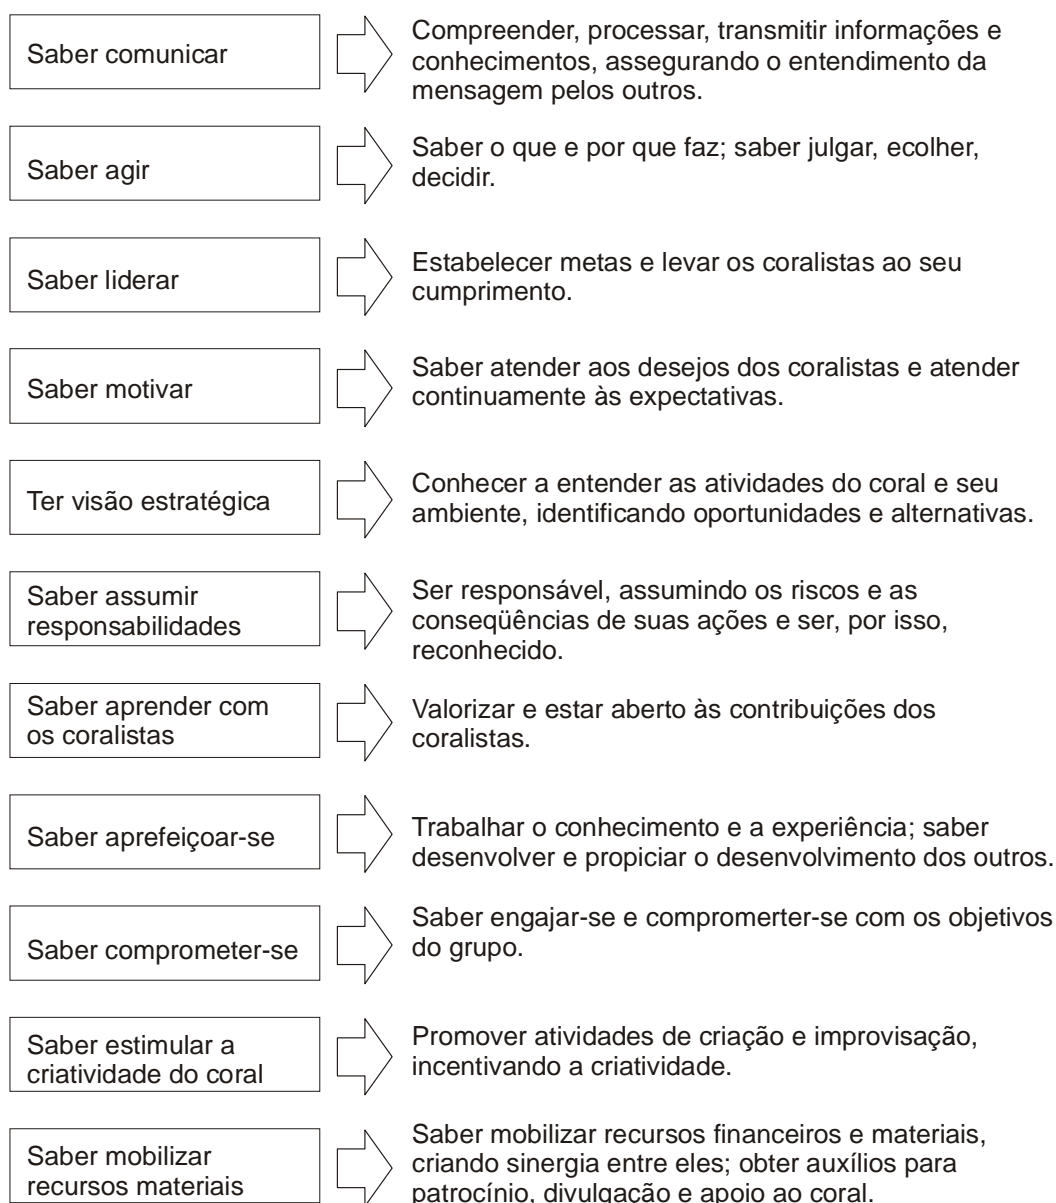 Saber comunicar
Compreender, processar, transmitir informações e
conhecimentos, assegurando o entendimento da
mensagem pelos outros.
Saber agir
Saber o que e por que faz; saber julgar, ecolher,
decidir.
Saber liderar
Estabelecer metas e levar os coralistas ao seu
cumprimento.
Saber motivar
Saber atender aos desejos dos coralistas e atender
continuamente às expectativas.
Ter visão estratégica
Conhecer a entender as atividades do coral e seu
ambiente, identificando oportunidades e alternativas.
Saber assumir
responsabilidades
Ser responsável, assumindo os riscos e as
conseqüências de suas ações e ser, por isso,
reconhecido.
Saber aprender com
os coralistas
Valorizar e estar aberto às contribuições dos
coralistas.
Saber aprefeiçoar-se
Trabalhar o conhecimento e a experiência; saber
desenvolver e propiciar o desenvolvimento dos outros.
Saber comprometer-se
Saber engajar-se e compromerter-se com os objetivos
do grupo.
Saber estimular a
criatividade do coral
Promover atividades de criação e improvisação,
incentivando a criatividade.
Saber mobilizar
recursos materiais
Saber mobilizar recursos financeiros e materiais,
criando sinergia entre eles; obter auxílios para
patrocínio, divulgação e apoio ao coral.